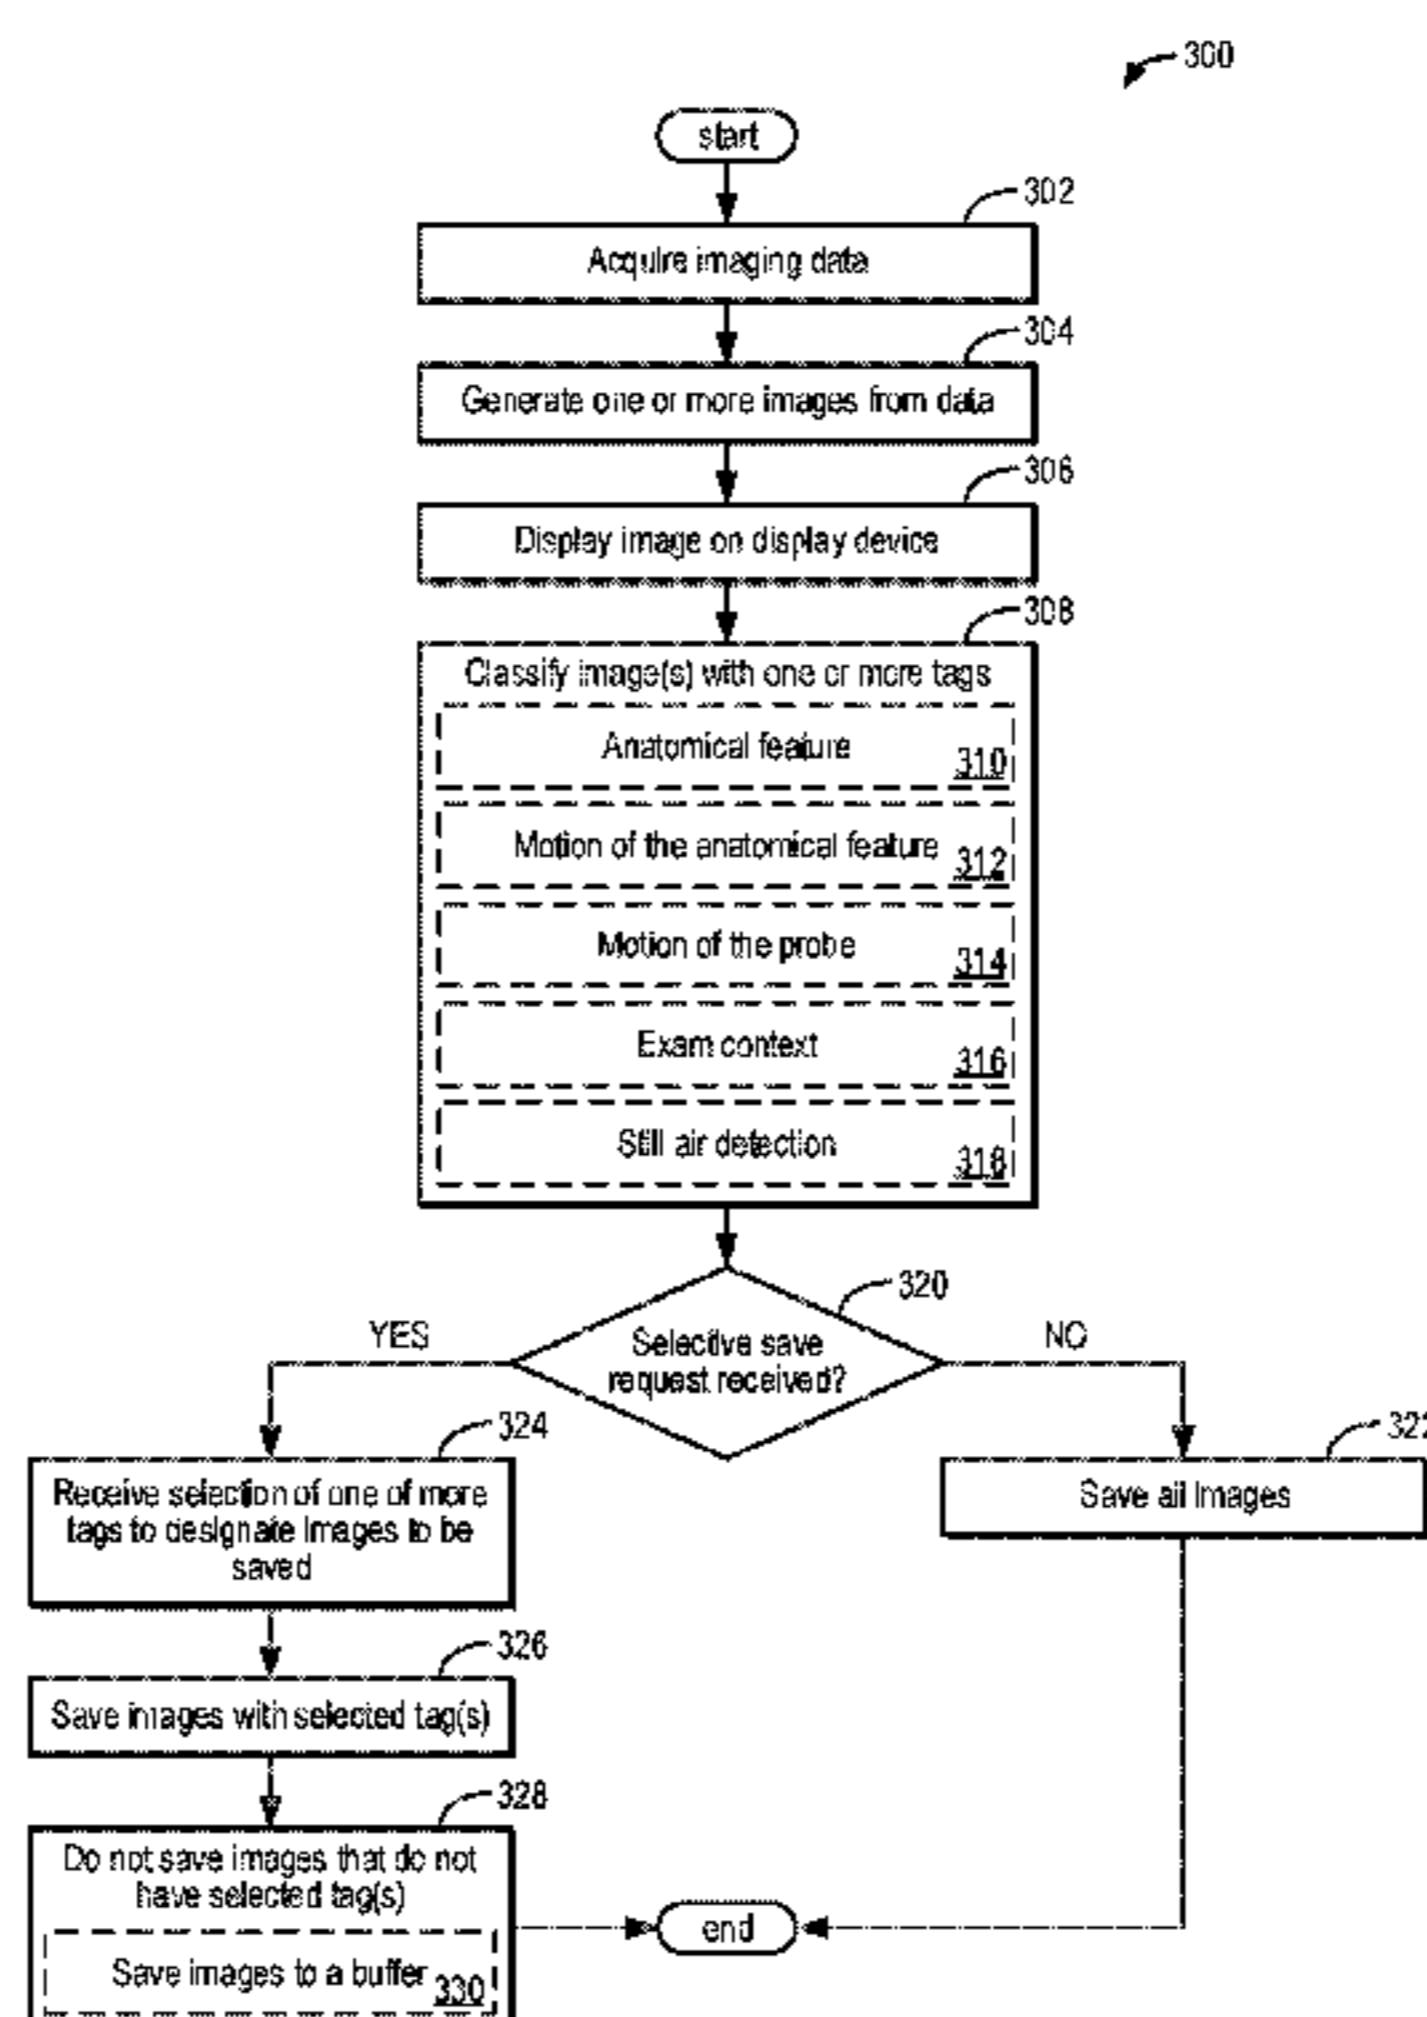 300
start
302
Acquire imaging data
304
Generate one or more images from data
306
Display image on display device
308
Classify image(s) with one or more tags
Anatomical feature
310
Motion of the anatomical feature
312
Motion of the probe
314
Exam context
316
Still air detection
318
320
YES
NO
Selective save
request received?
324
322
Receive selection of one of more
tags to designate images to be
saved
Save all images
326
Save images with selected tag(s)
328
Do not save images that do not
have selected tag(s)
end
Save images to a buffer
330